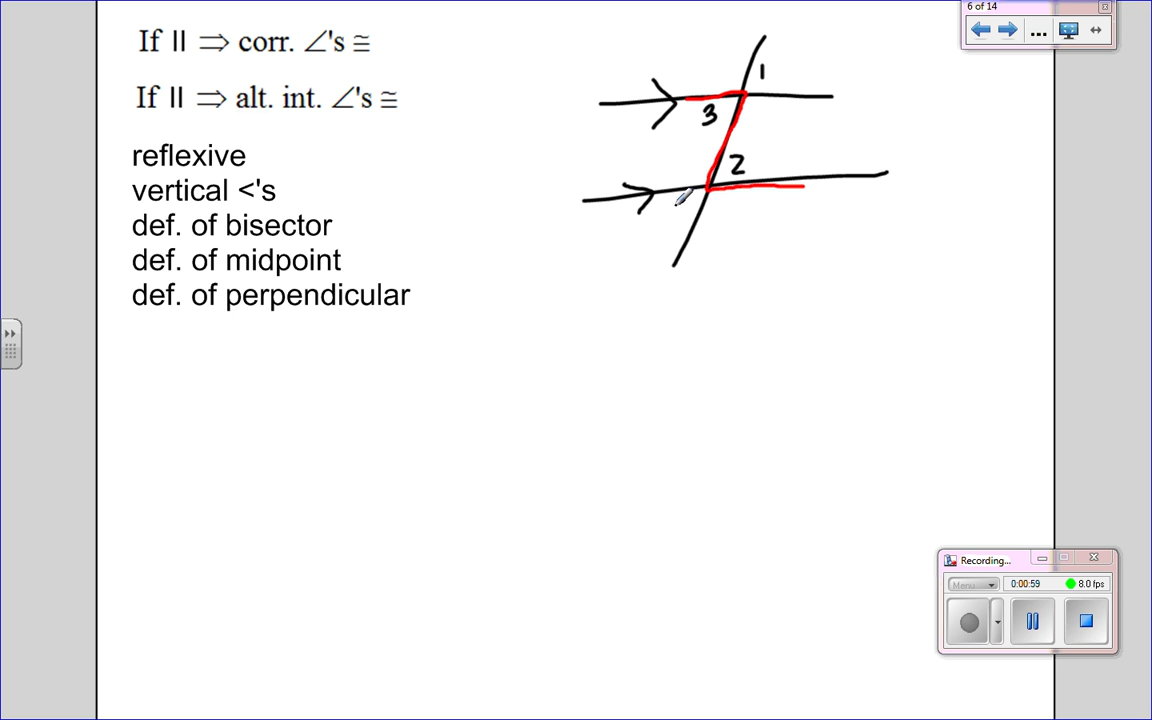 6 of 14
If || ⇒ corr. ∠'s ≅
If || ⇒ alt. int. ∠'s ≅
reflexive
vertical <'s
def. of bisector
def. of midpoint
def. of perpendicular
1
3
2
Recording...
Menu
0:00:59
8.0 fps